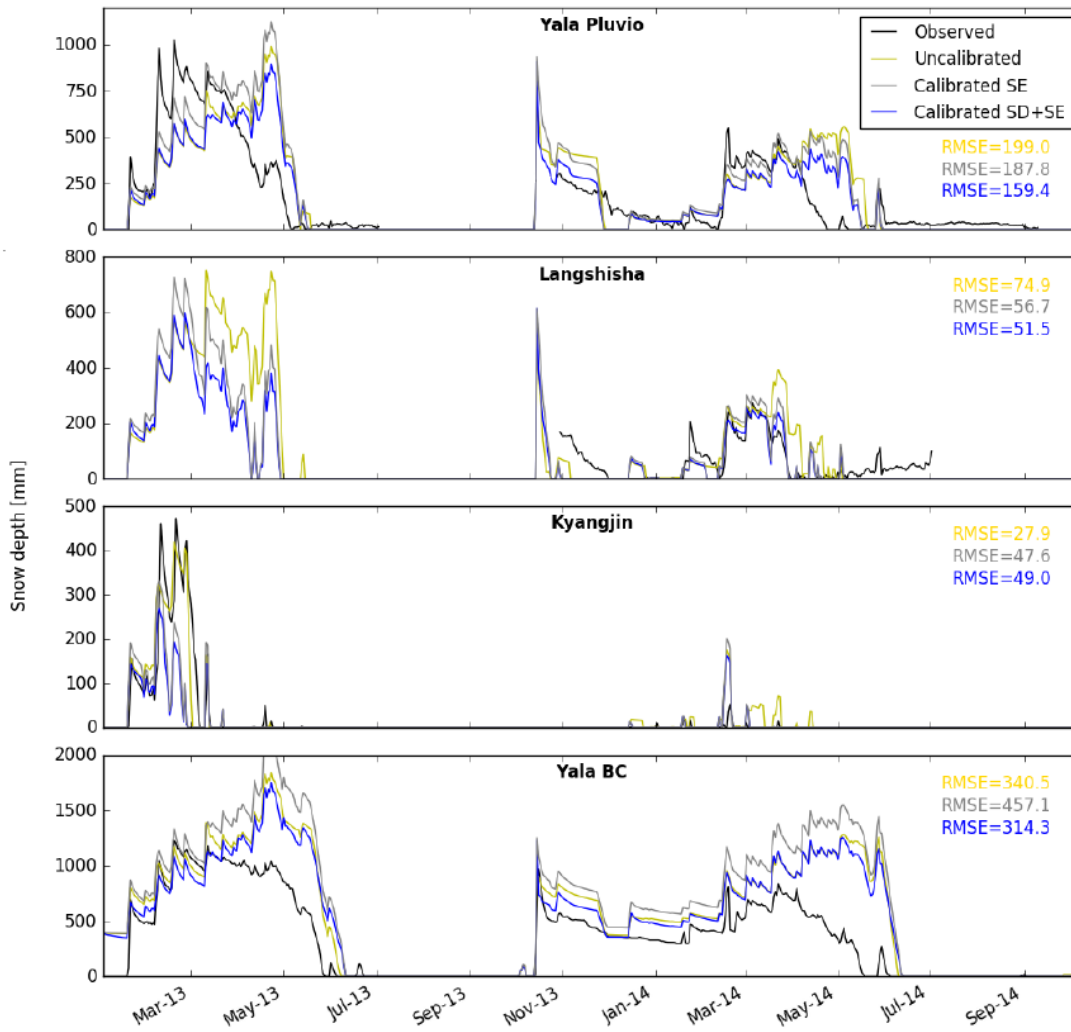 Yala Pluvio
Observed
Uncalibrated
Calibrated SE
Calibrated SD+SE
RMSE=199.0
RMSE=187.8
RMSE=159.4
1000
750
500
250
0
Langshisha
RMSE=74.9
RMSE=56.7
RMSE=51.5
800
600
400
200
0
Snow depth [mm]
Kyangjin
RMSE=27.9
RMSE=47.6
RMSE=49.0
500
400
300
200
100
0
Yala BC
RMSE=340.5
RMSE=457.1
RMSE=314.3
2000
1500
1000
500
0
Mar-13 May-13 Jul-13 Sep-13 Nov-13 Jan-14 Mar-14 May-14 Jul-14 Sep-14